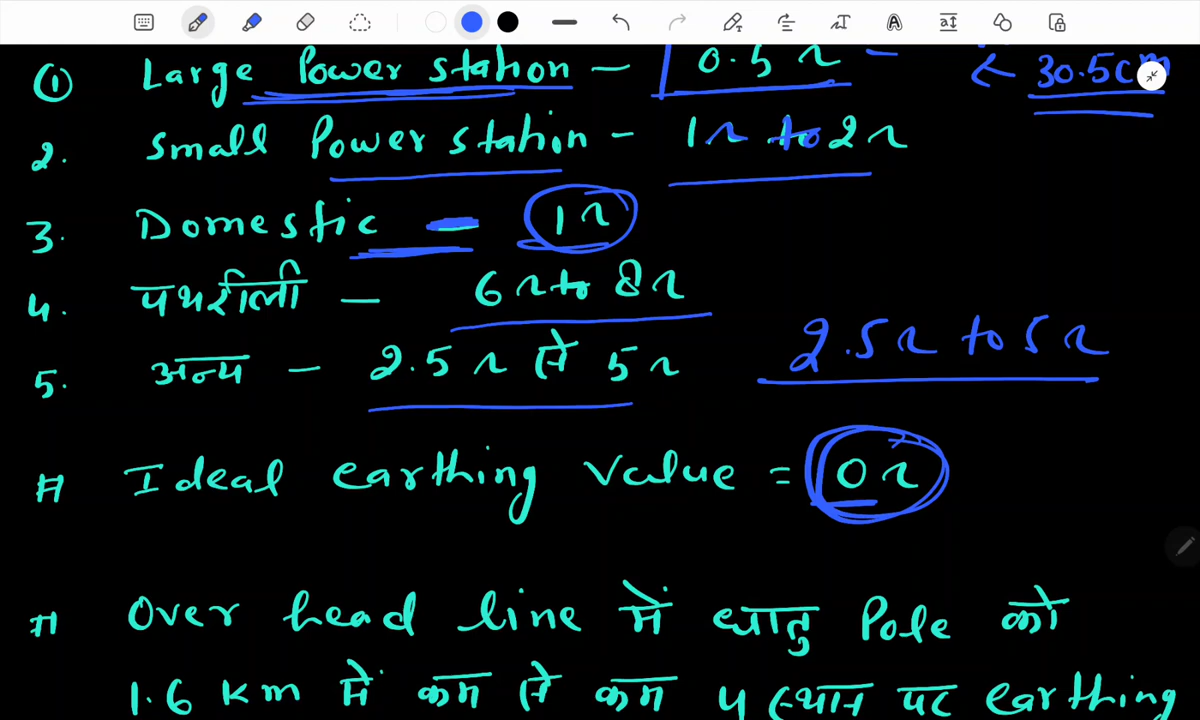 ① Large Power station — 0.5 Ω — ← 30.5cm
2. Small Power station — 1Ω to 2Ω
3. Domestic — 1Ω
4. पथरीली — 6Ω to 8Ω
5. अन्य — 2.5Ω से 5Ω 2.5Ω to 5Ω
# Ideal earthing Value = 0Ω
# Over head line में धातु Pole को
1.6 Km में कम से कम 4 स्थान पर earthing